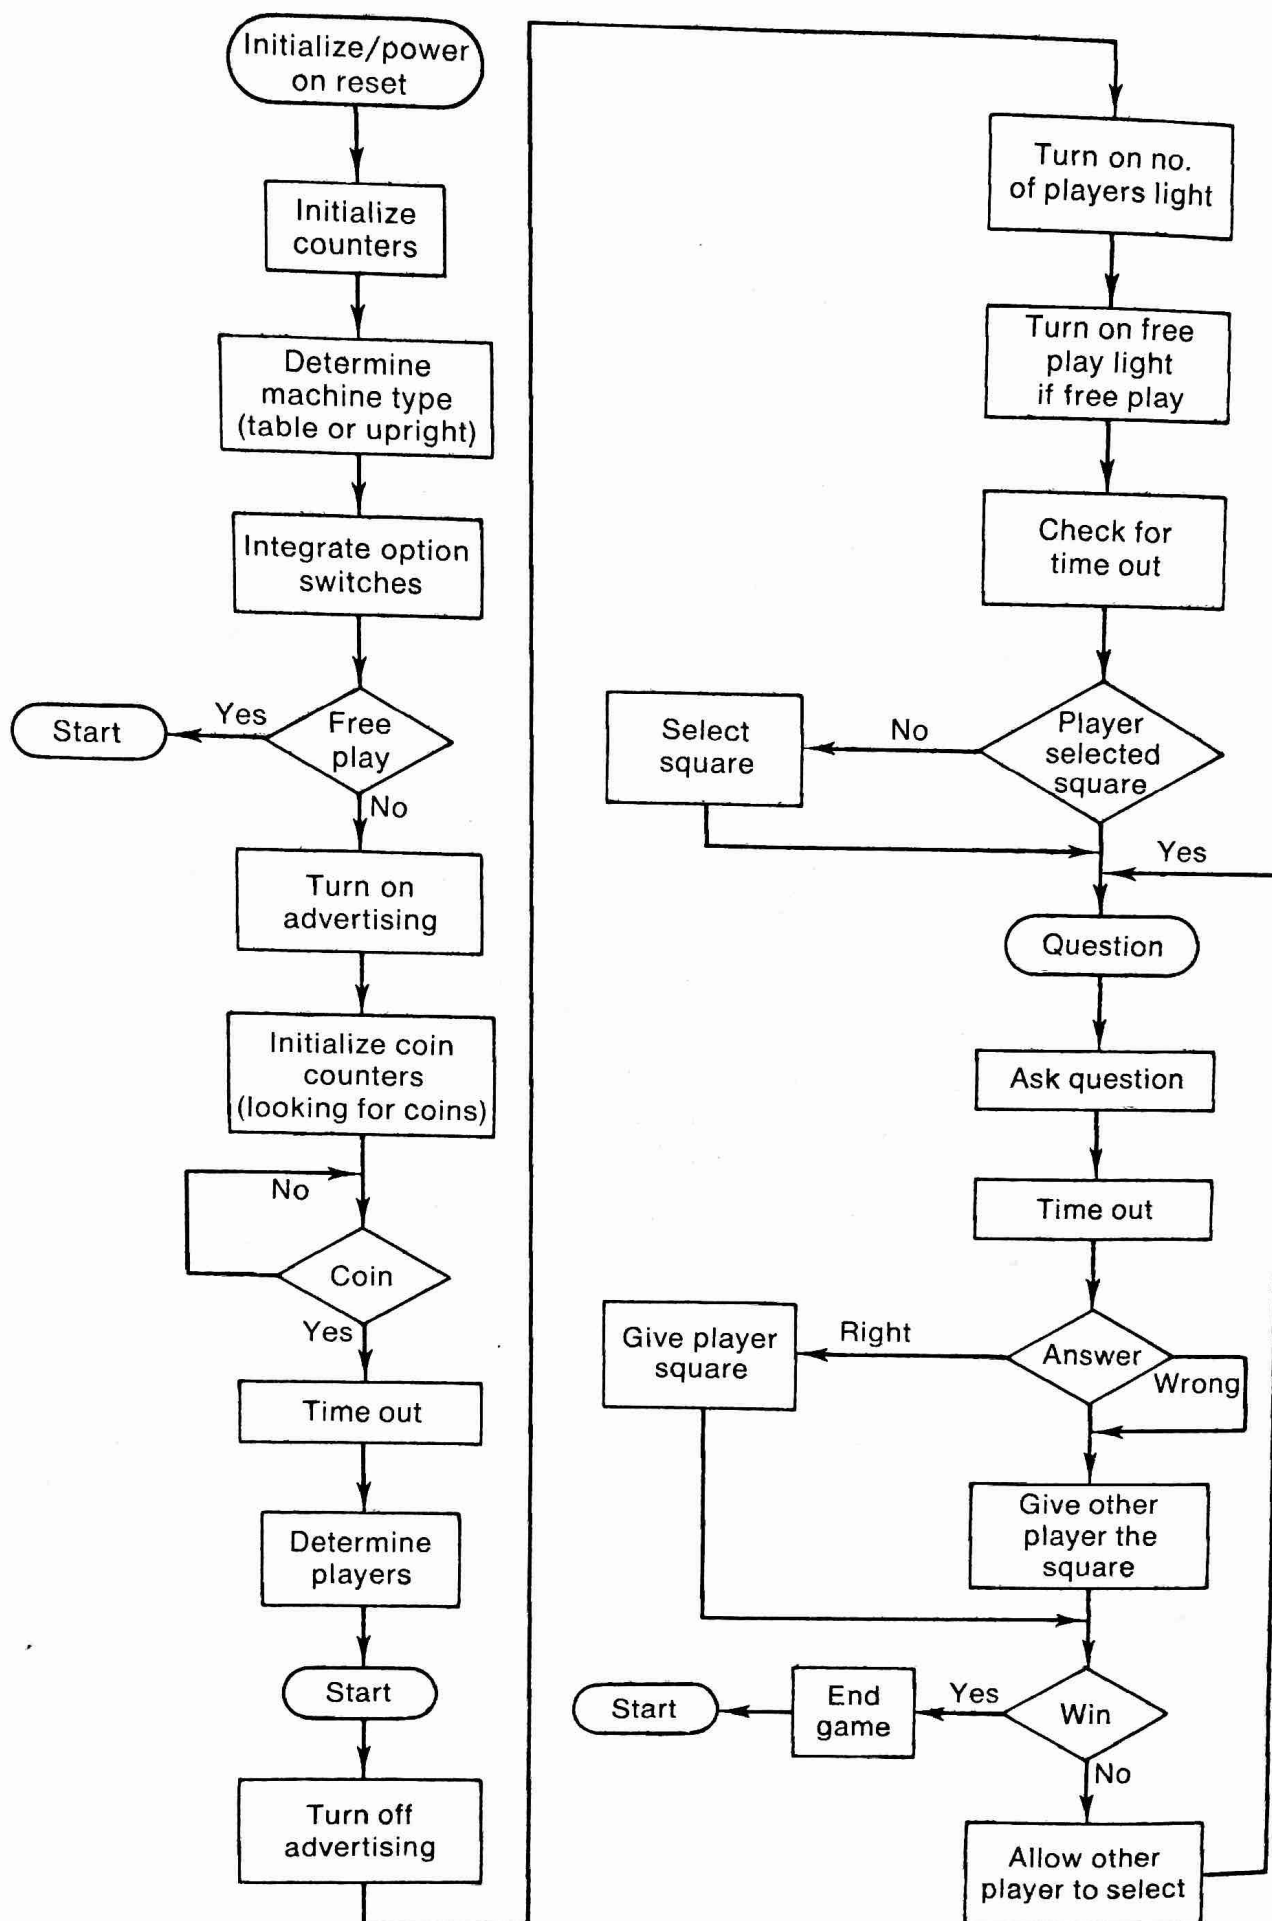 Initialize/power
on reset
Initialize
counters
Determine
machine type
(table or upright)
Integrate option
switches
Free
play
Yes
Start
No
Turn on
advertising
Initialize coin
counters
(looking for coins)
No
Coin
Yes
Time out
Determine
players
Start
Turn off
advertising
Turn on no.
of players light
Turn on free
play light
if free play
Check for
time out
Player
selected
square
No
Select
square
Yes
Question
Ask question
Time out
Answer
Right
Give player
square
Wrong
Give other
player the
square
Win
Yes
End
game
Start
No
Allow other
player to select